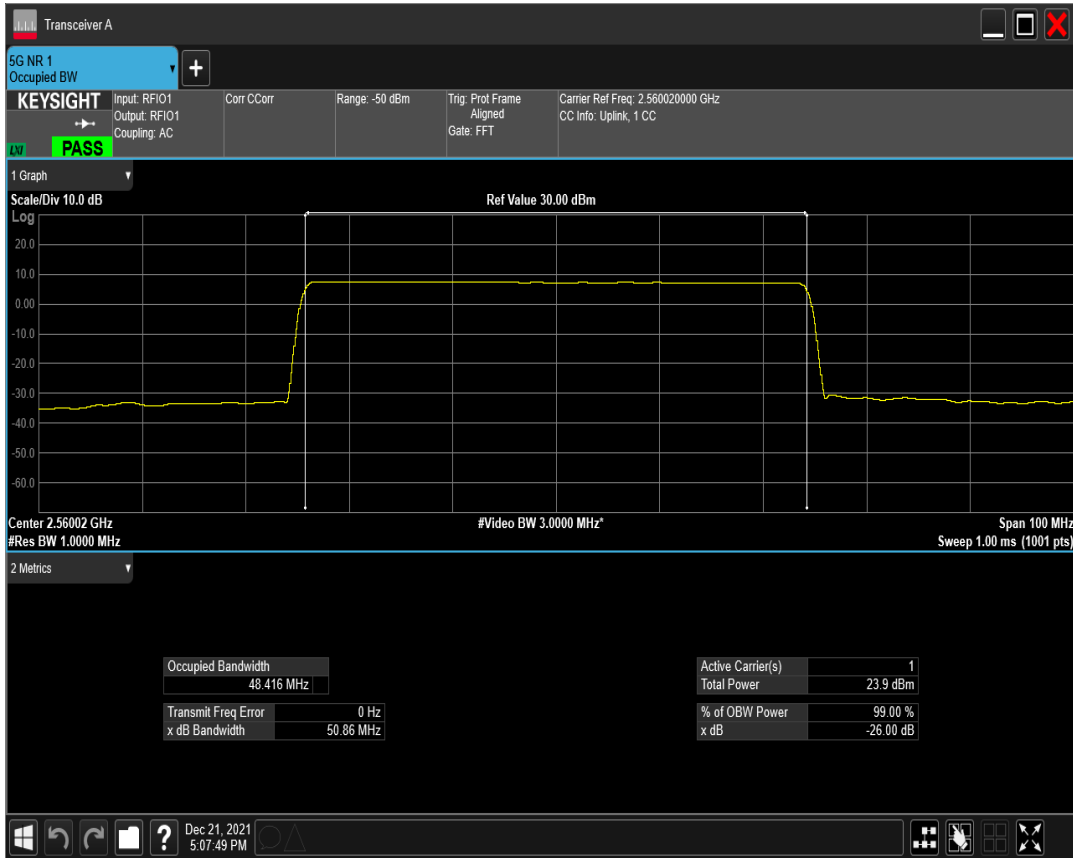 Transceiver A
5G NR 1
Occupied BW
KEYSIGHT
LXI
PASS
Input: RFIO1
Output: RFIO1
Coupling: AC
Corr CCorr
Range: -50 dBm
Trig: Prot Frame
Aligned
Gate: FFT
Carrier Ref Freq: 2.560020000 GHz
CC Info: Uplink, 1 CC
1 Graph
Scale/Div 10.0 dB
Ref Value 30.00 dBm
Log
20.0
10.0
0.00
-10.0
-20.0
-30.0
-40.0
-50.0
-60.0
Center 2.56002 GHz
#Video BW 3.0000 MHz*
Span 100 MHz
#Res BW 1.0000 MHz
Sweep 1.00 ms (1001 pts)
2 Metrics
Occupied Bandwidth
48.416 MHz
Transmit Freq Error 0 Hz
x dB Bandwidth 50.86 MHz
Active Carrier(s) 1
Total Power 23.9 dBm
% of OBW Power 99.00 %
x dB -26.00 dB
?
Dec 21, 2021
5:07:49 PM